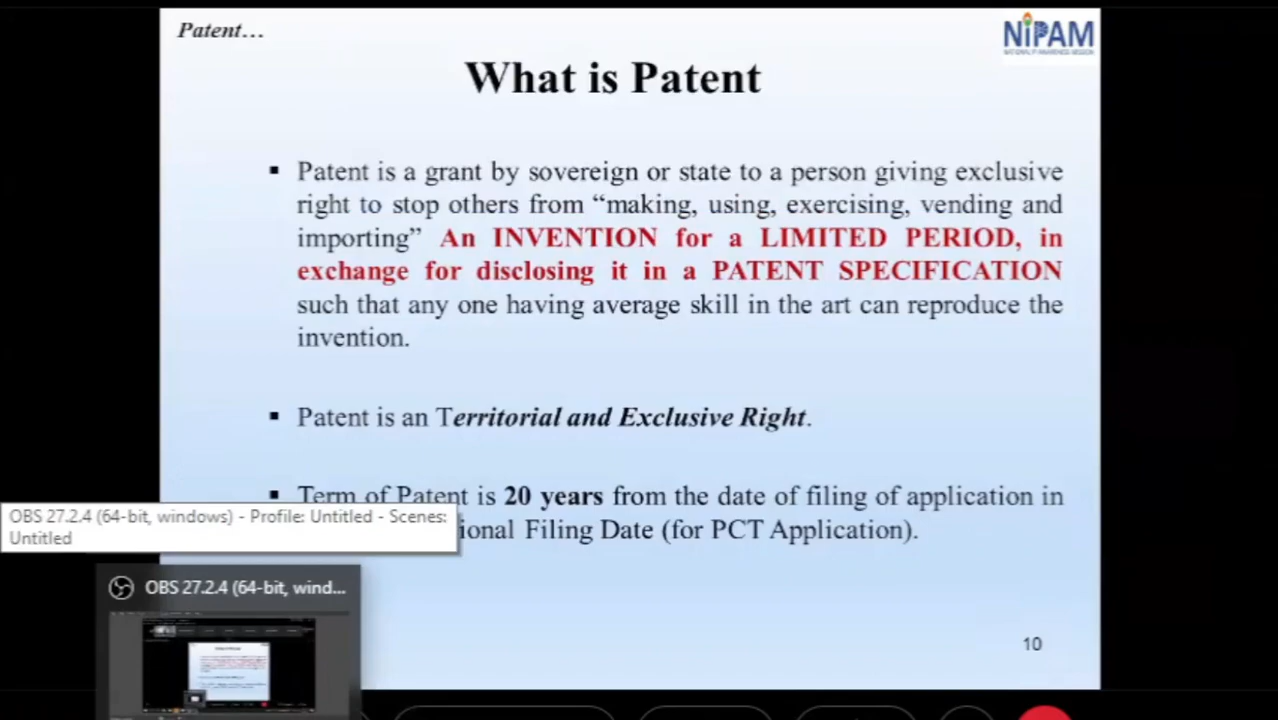 Patent…
NiPAM
What is Patent
▪ Patent is a grant by sovereign or state to a person giving exclusive
right to stop others from “making, using, exercising, vending and
importing” An INVENTION for a LIMITED PERIOD, in
exchange for disclosing it in a PATENT SPECIFICATION
such that any one having average skill in the art can reproduce the
invention.
▪ Patent is an Territorial and Exclusive Right.
▪ Term of Patent is 20 years from the date of filing of application in
ional Filing Date (for PCT Application).
OBS 27.2.4 (64-bit, windows) - Profile: Untitled - Scenes:
Untitled
OBS 27.2.4 (64-bit, wind...
10